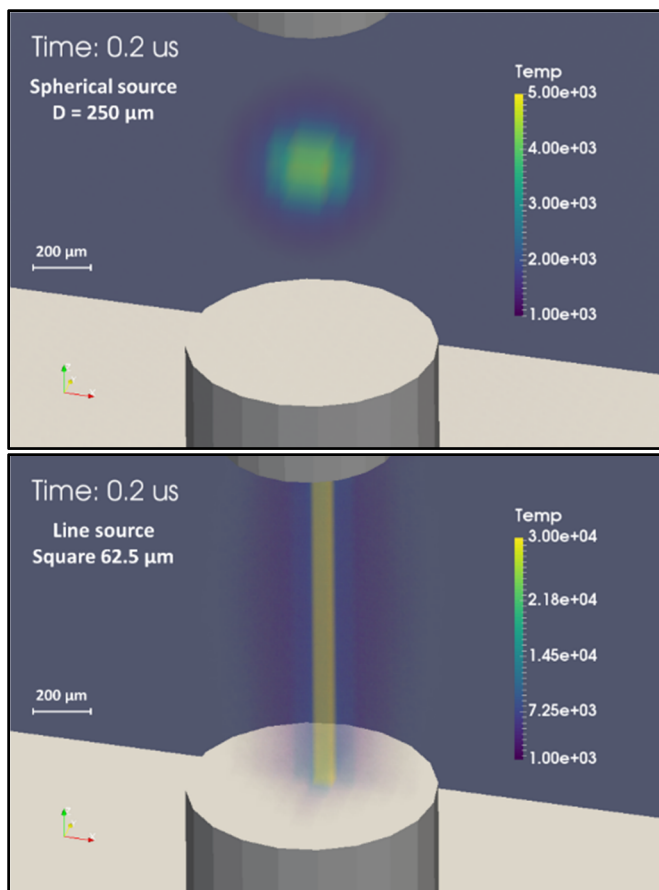 Time: 0.2 us
Spherical source
D = 250 µm
Temp
5.00e+03
4.00e+03
3.00e+03
2.00e+03
1.00e+03
200 µm
Time: 0.2 us
Line source
Square 62.5 µm
Temp
3.00e+04
2.18e+04
1.45e+04
7.25e+03
1.00e+03
200 µm